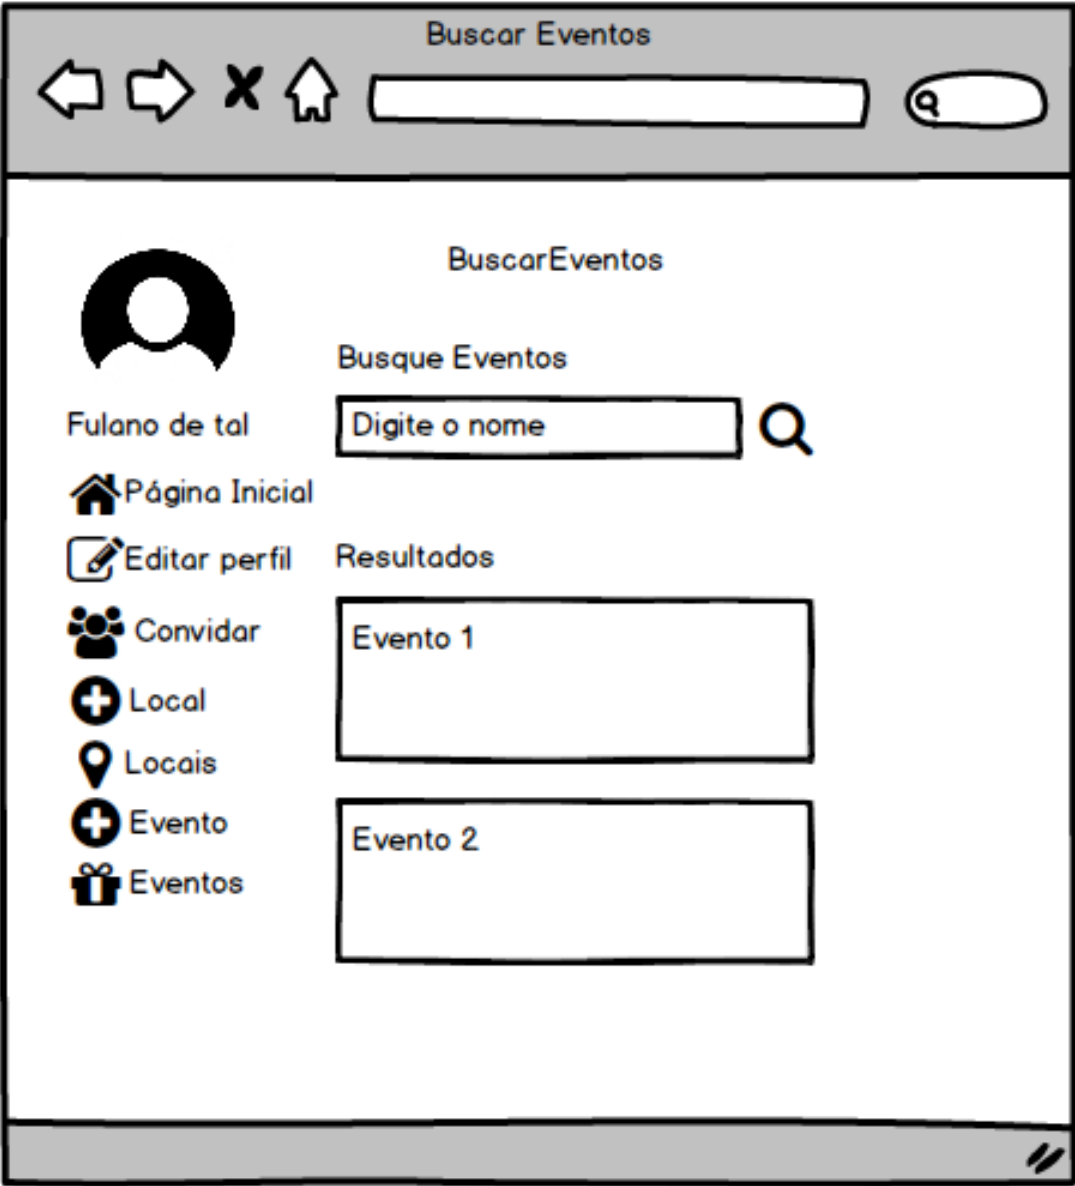 Buscar Eventos
BuscarEventos
Fulano de tal
Página Inicial
Editar perfil
Convidar
Local
Locais
Evento
Eventos
Busque Eventos
Digite o nome
Resultados
Evento 1
Evento 2